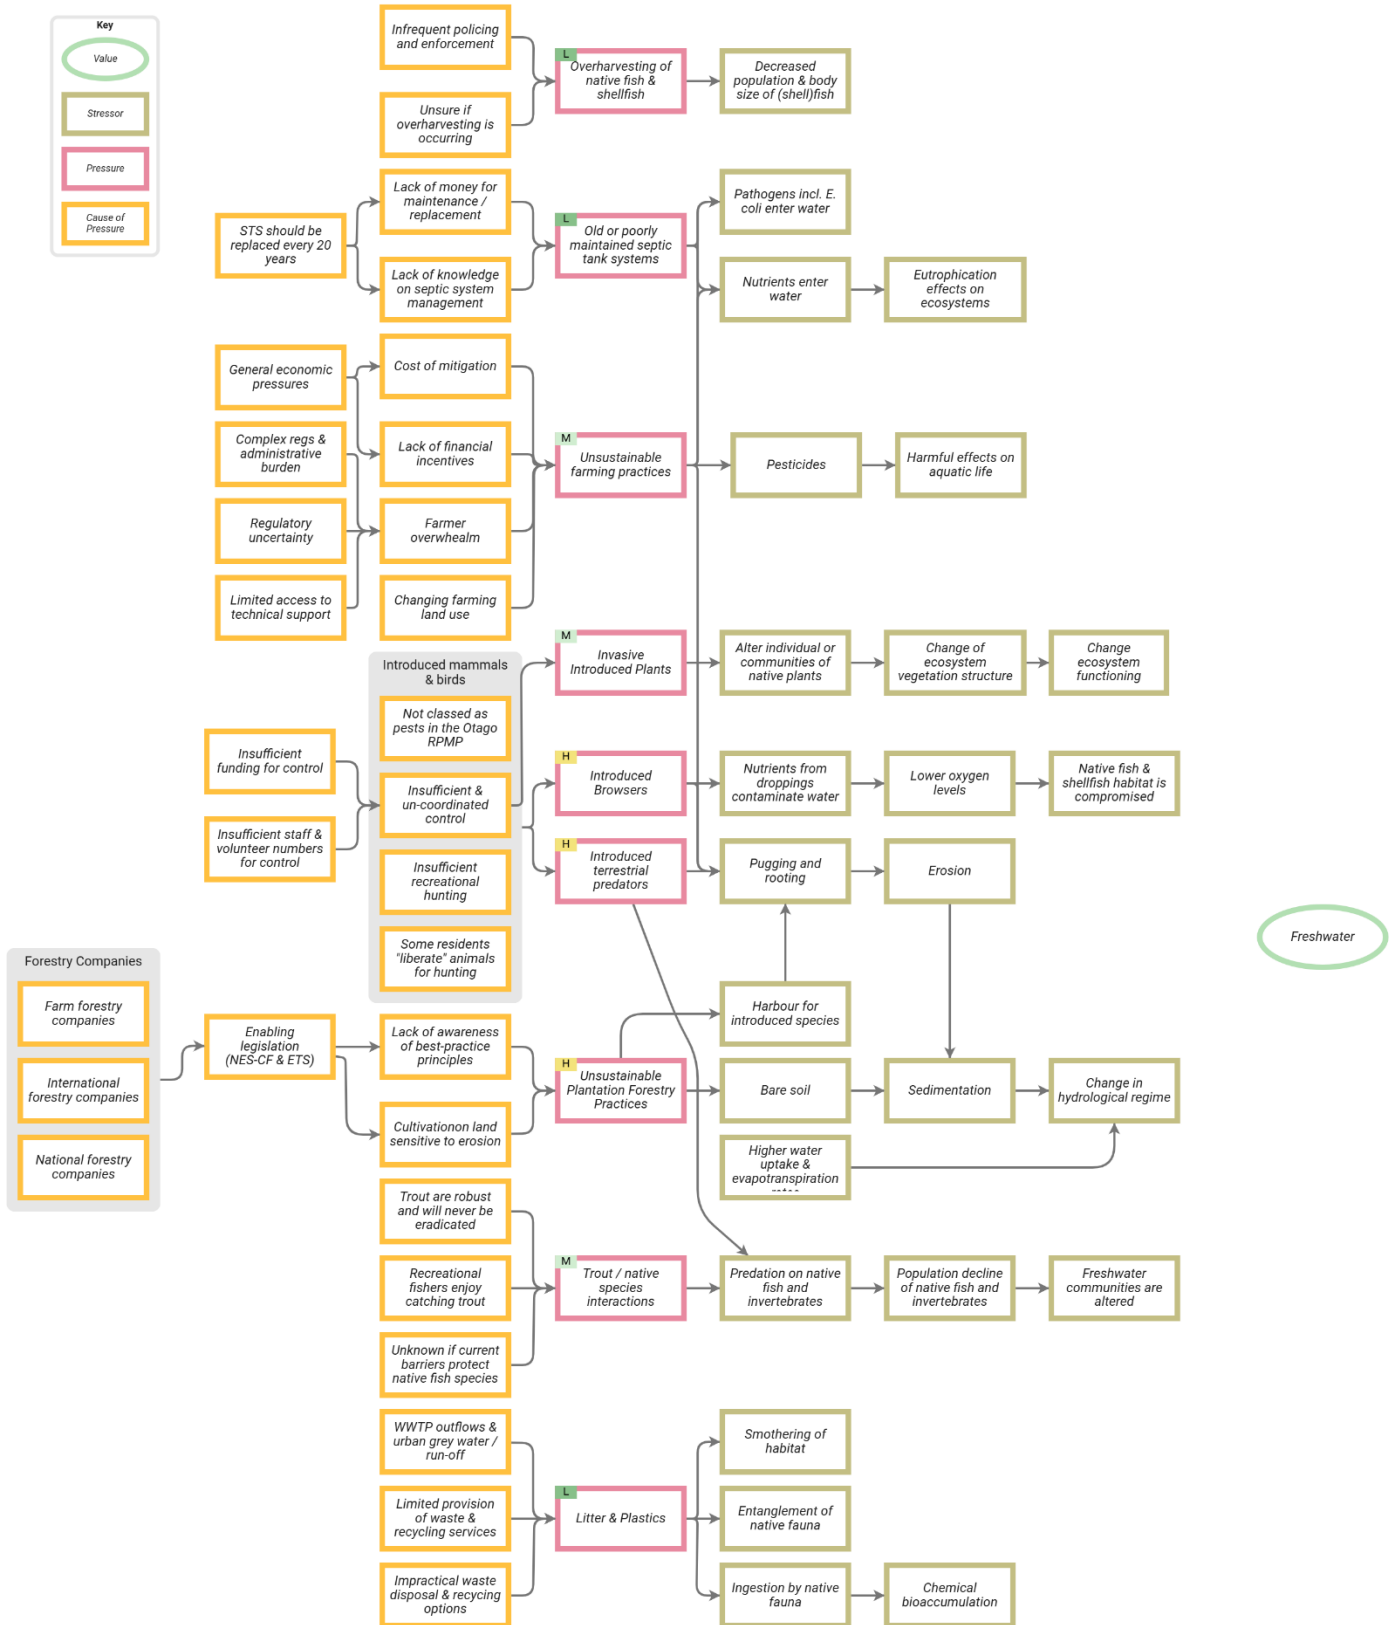 Key
Value
Stressor
Pressure
Cause of
Pressure
Infrequent policing
and enforcement
Unsure if
overharvesting is
occurring
L
Overharvesting of
native fish &
shellfish
Decreased
population & body
size of (shell)fish
STS should be
replaced every 20
years
Lack of money for
maintenance /
replacement
Lack of knowledge
on septic system
management
L
Old or poorly
maintained septic
tank systems
Pathogens incl. E.
coli enter water
Nutrients enter
water
Eutrophication
effects on
ecosystems
General economic
pressures
Complex regs &
administrative
burden
Regulatory
uncertainty
Limited access to
technical support
Cost of mitigation
Lack of financial
incentives
Farmer
overwhealm
Changing farming
land use
M
Unsustainable
farming practices
Pesticides
Harmful effects on
aquatic life
M
Invasive
Introduced Plants
Alter individual or
communities of
native plants
Change of
ecosystem
vegetation structure
Change
ecosystem
functioning
Introduced mammals
& birds
Not classed as
pests in the Otago
RPMP
Insufficient &
un-coordinated
control
Insufficient
recreational
hunting
Some residents
"liberate" animals
for hunting
Insufficient
funding for control
Insufficient staff &
volunteer numbers
for control
H
Introduced
Browsers
Nutrients from
droppings
contaminate water
Lower oxygen
levels
Native fish &
shellfish habitat is
compromised
H
Introduced
terrestrial
predators
Pugging and
rooting
Erosion
Freshwater
Forestry Companies
Farm forestry
companies
International
forestry companies
National forestry
companies
Enabling
legislation
(NES-CF & ETS)
Lack of awareness
of best-practice
principles
Cultivationon land
sensitive to erosion
H
Unsustainable
Plantation Forestry
Practices
Harbour for
introduced species
Bare soil
Sedimentation
Change in
hydrological regime
Higher water
uptake &
evapotranspiration
Trout are robust
and will never be
eradicated
Recreational
fishers enjoy
catching trout
Unknown if current
barriers protect
native fish species
M
Trout / native
species
interactions
Predation on native
fish and
invertebrates
Population decline
of native fish and
invertebrates
Freshwater
communities are
altered
WWTP outflows &
urban grey water /
run-off
Limited provision
of waste &
recycling services
Impractical waste
disposal & recycing
options
L
Litter & Plastics
Smothering of
habitat
Entanglement of
native fauna
Ingestion by native
fauna
Chemical
bioaccumulation